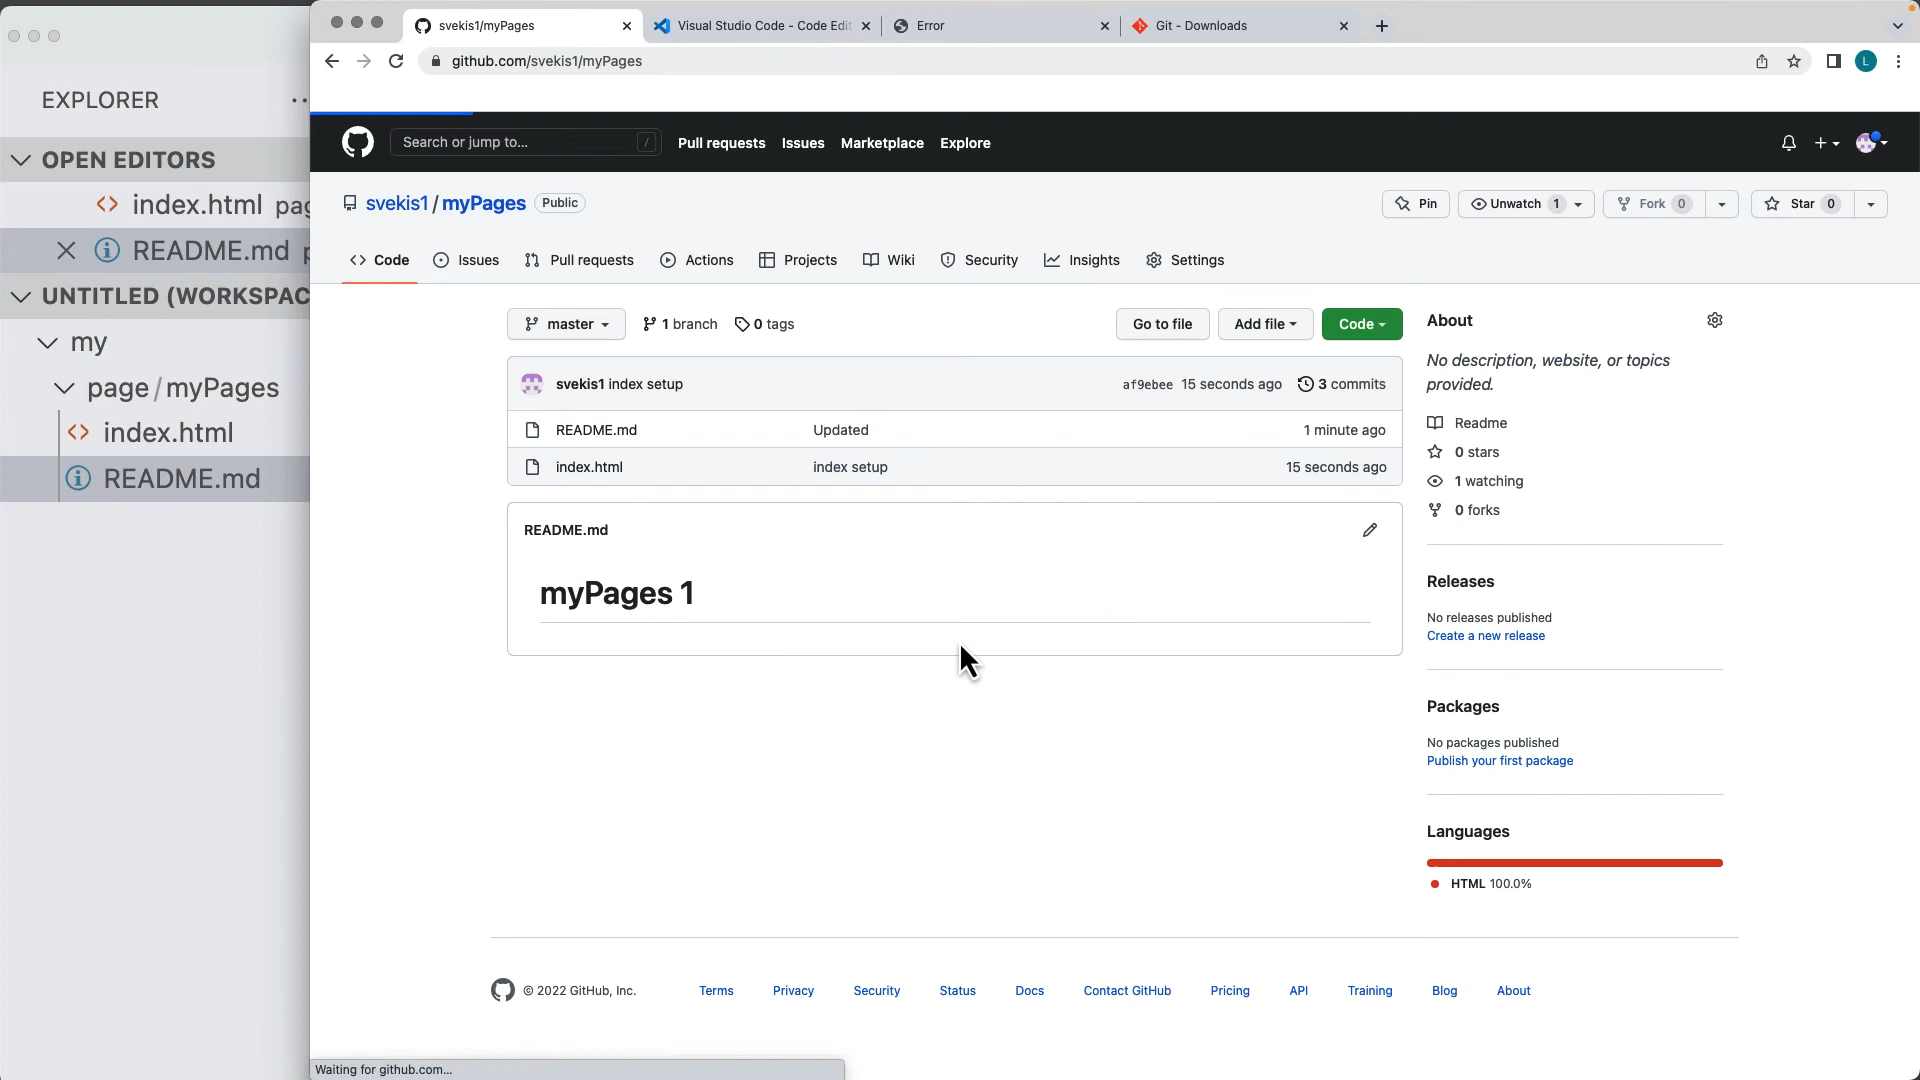 EXPLORER
OPEN EDITORS
index.html
README.md
UNTITLED (WORKSPAC
my
page / myPages
index.html
README.md
svekis1/myPages
Visual Studio Code - Code Edit
Error
Git - Downloads
github.com/svekis1/myPages
L
Search or jump to... /
Pull requests Issues Marketplace Explore
svekis1 / myPages Public
Pin Unwatch 1 Fork 0 Star 0
Code Issues Pull requests Actions Projects Wiki Security Insights Settings
master 1 branch 0 tags Go to file Add file Code
svekis1 index setup af9ebee 15 seconds ago 3 commits
README.md Updated 1 minute ago
index.html index setup 15 seconds ago
README.md
myPages 1
About
No description, website, or topics
provided.
Readme
0 stars
1 watching
0 forks
Releases
No releases published
Create a new release
Packages
No packages published
Publish your first package
Languages
HTML 100.0%
© 2022 GitHub, Inc. Terms Privacy Security Status Docs Contact GitHub Pricing API Training Blog About
Waiting for github.com...